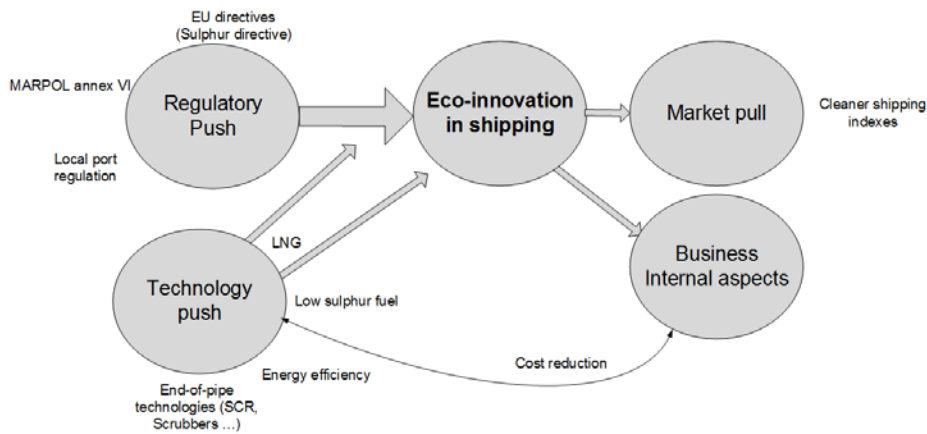 EU directives
(Sulphur directive)
MARPOL annex VI
Regulatory
Push
Local port
regulation
Eco-innovation
in shipping
Market pull
Cleaner shipping
indexes
LNG
Technology
push
Low sulphur fuel
Business
Internal aspects
Cost reduction
Energy efficiency
End-of-pipe
technologies (SCR,
Scrubbers ...)